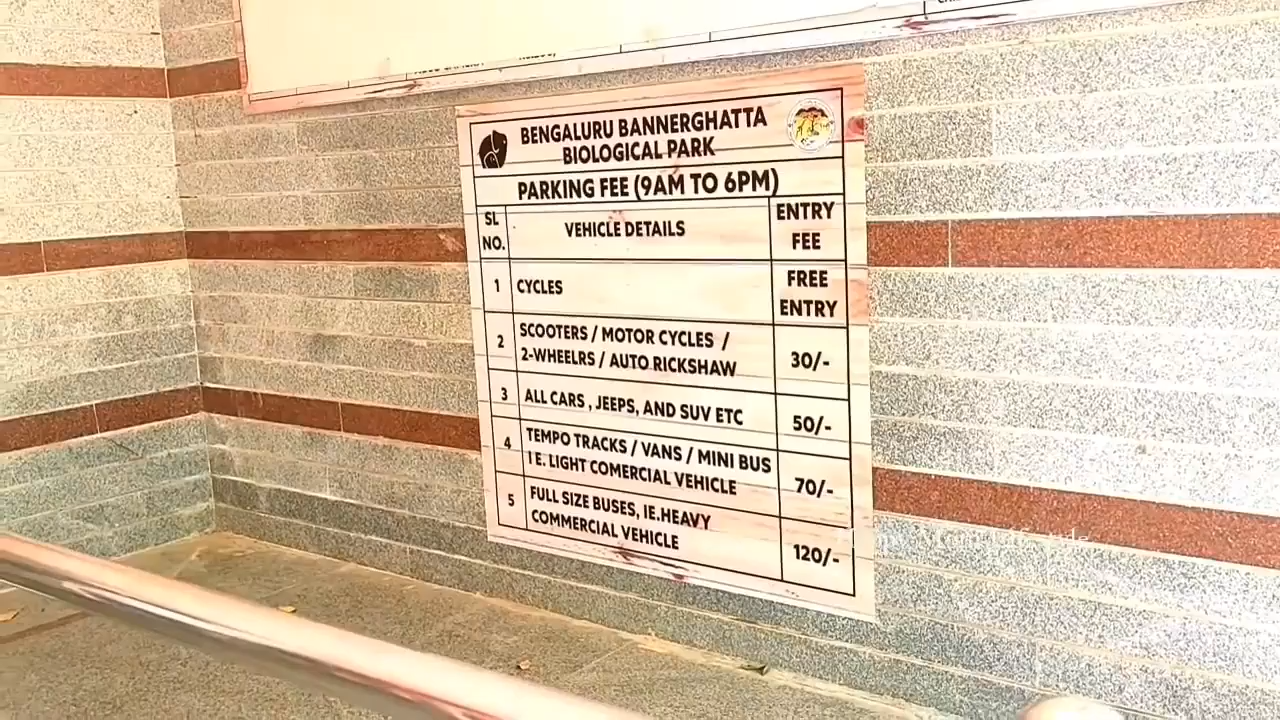 BENGALURU BANNERGHATTA
BIOLOGICAL PARK
PARKING FEE (9AM TO 6PM)
SL NO. VEHICLE DETAILS ENTRY FEE
1 CYCLES FREE ENTRY
2 SCOOTERS / MOTOR CYCLES /
2-WHEELRS / AUTO RICKSHAW 30/-
3 ALL CARS , JEEPS, AND SUV ETC 50/-
4 TEMPO TRACKS / VANS / MINI BUS
I E. LIGHT COMERCIAL VEHICLE 70/-
5 FULL SIZE BUSES, IE.HEAVY
COMMERCIAL VEHICLE 120/-